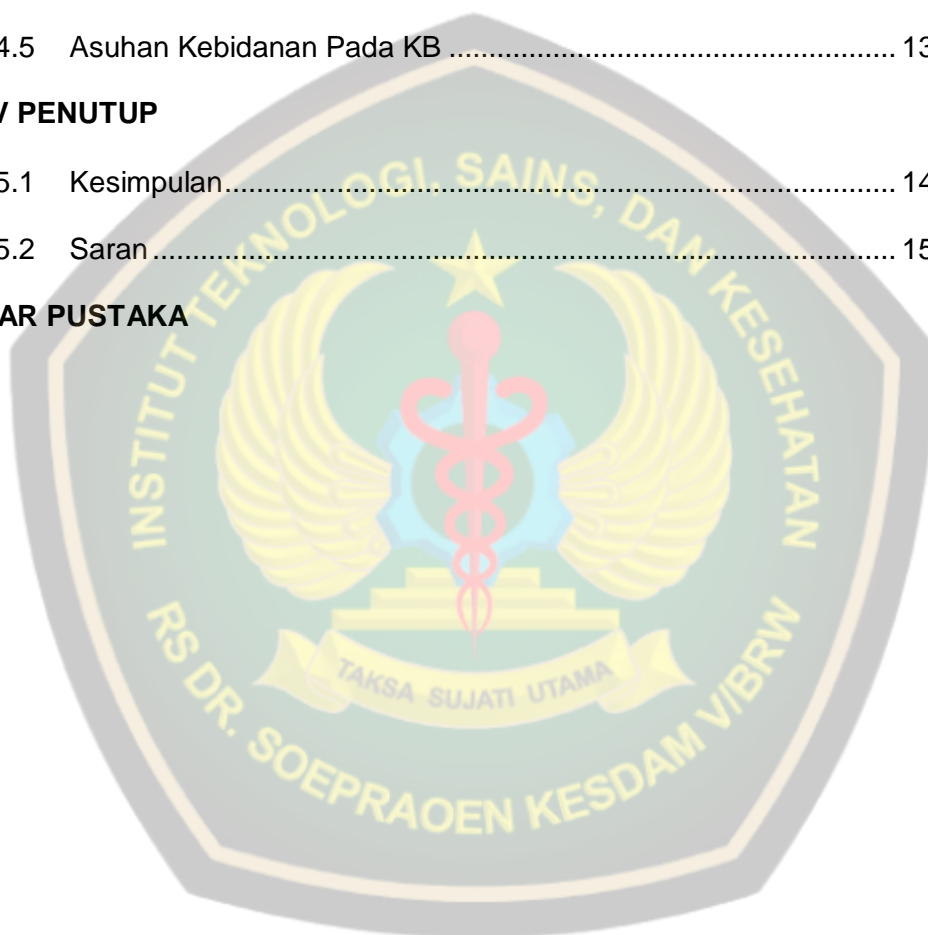 4.5 Asuhan Kebidanan Pada KB ........................................................ 13
V PENUTUP
5.1 Kesimpulan.................................................................................... 14
5.2 Saran ............................................................................................. 15
AR PUSTAKA
INSTITUT TEKNOLOGI, SAINS, DAN KESEHATAN
TAKSA SUJATI UTAMA
RS DR. SOEPRAOEN KESDAM V/BRW